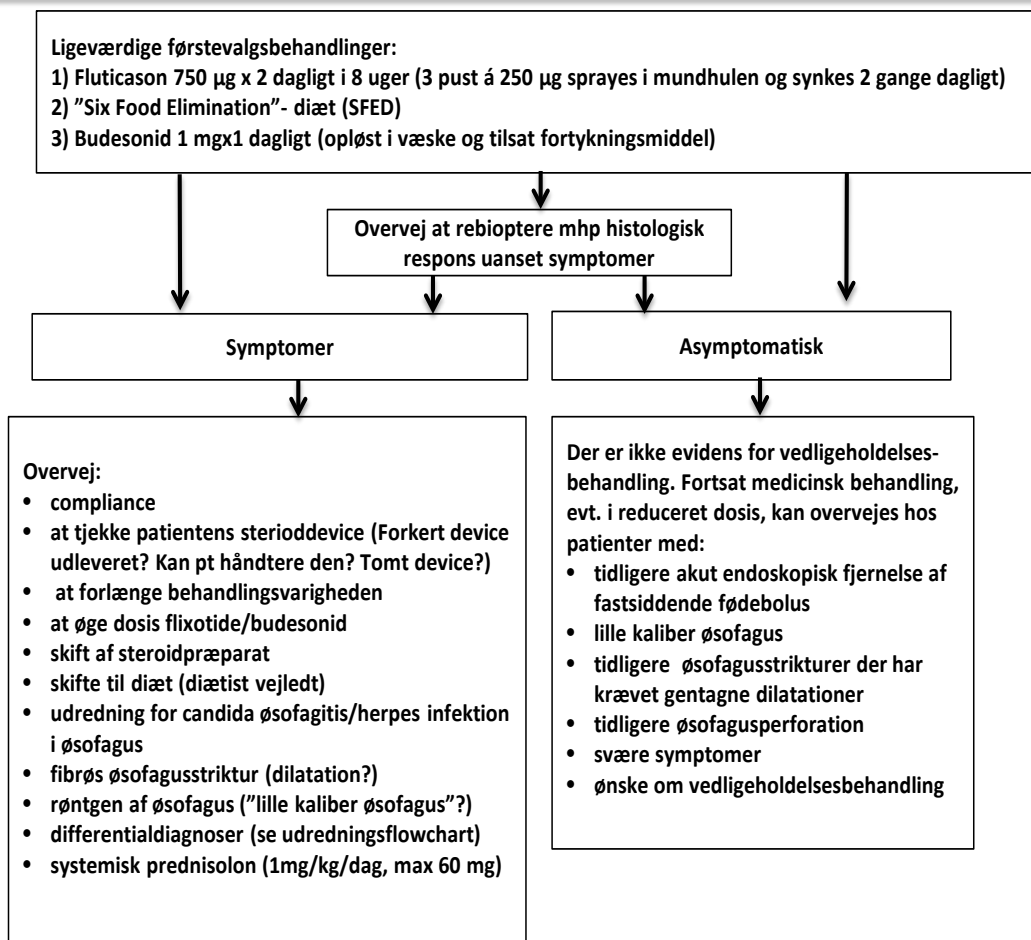 Ligeværdige førstevalgsbehandlinger:
1) Fluticason 750 µg x 2 dagligt i 8 uger (3 pust á 250 µg sprayes i mundhulen og synkes 2 gange dagligt)
2) ”Six Food Elimination”- diæt (SFED)
3) Budesonid 1 mgx1 dagligt (opløst i væske og tilsat fortykningsmiddel)
Overvej at rebioptere mhp histologisk
respons uanset symptomer
Symptomer
Asymptomatisk
Overvej:
• compliance
• at tjekke patientens sterioddevice (Forkert device
udleveret? Kan pt håndtere den? Tomt device?)
• at forlænge behandlingsvarigheden
• at øge dosis flixotide/budesonid
• skift af steroidpræparat
• skifte til diæt (diætist vejledt)
• udredning for candida øsofagitis/herpes infektion
i øsofagus
• fibrøs øsofagusstriktur (dilatation?)
• røntgen af øsofagus (”lille kaliber øsofagus”?)
• differentialdiagnoser (se udredningsflowchart)
• systemisk prednisolon (1mg/kg/dag, max 60 mg)
Der er ikke evidens for vedligeholdelses-
behandling. Fortsat medicinsk behandling,
evt. i reduceret dosis, kan overvejes hos
patienter med:
• tidligere akut endoskopisk fjernelse af
fastsiddende fødebolus
• lille kaliber øsofagus
• tidligere øsofagusstrikturer der har
krævet gentagne dilatationer
• tidligere øsofagusperforation
• svære symptomer
• ønske om vedligeholdelsesbehandling